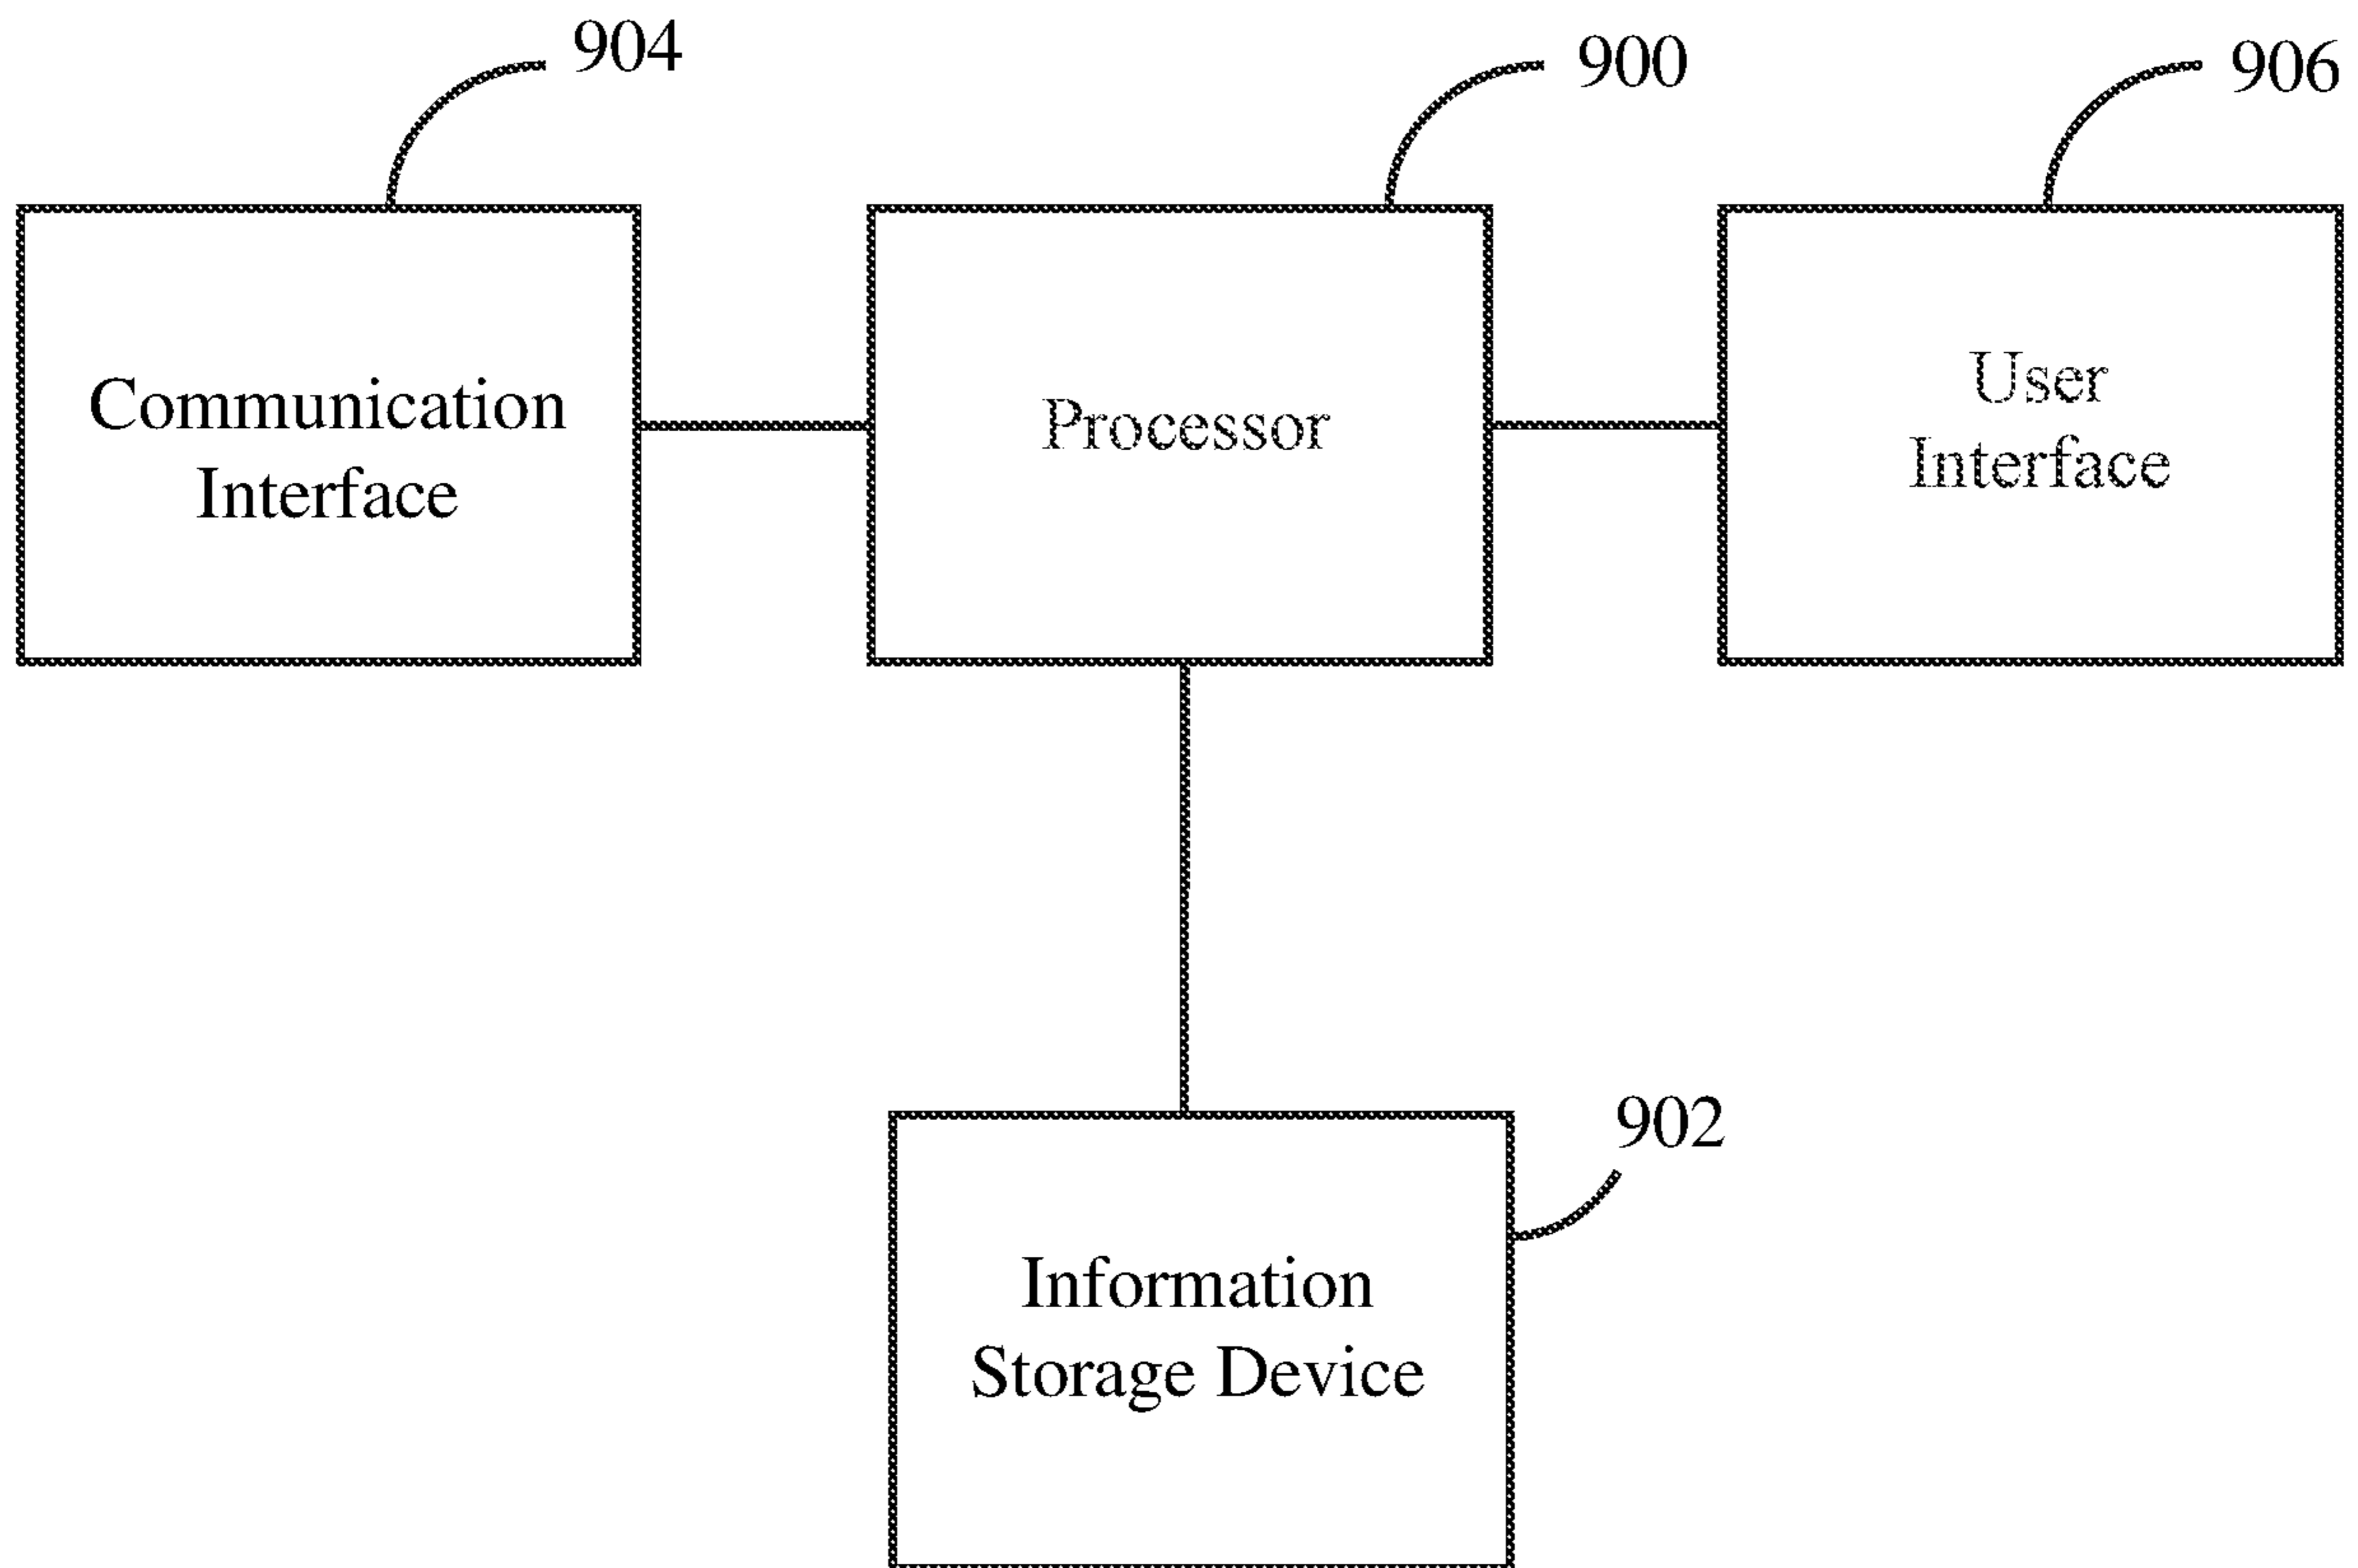 904
900
906
Communication
Interface
Processor
User
Interface
902
Information
Storage Device